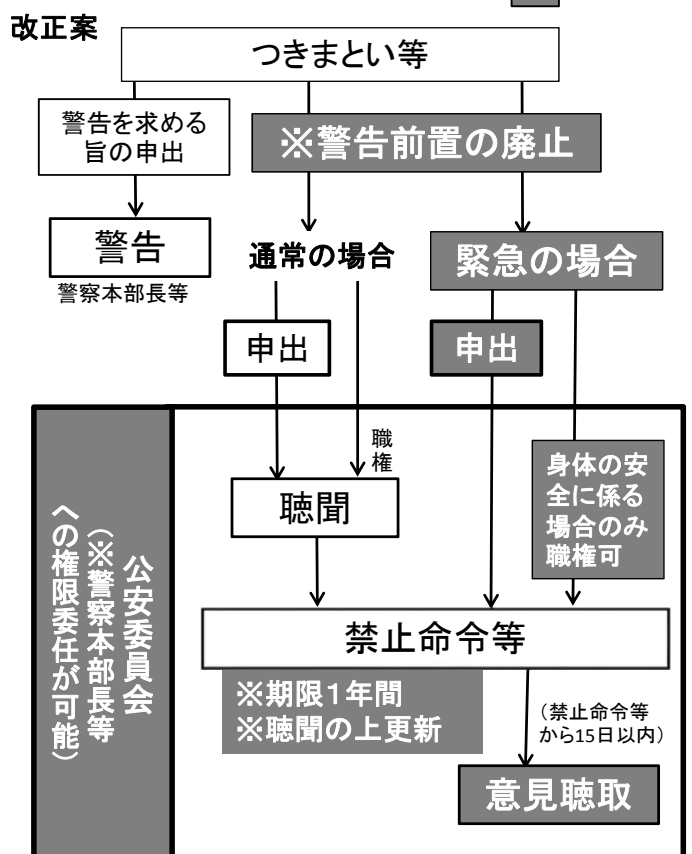 改正案
つきまとい等
警告を求める
旨の申出
※警告前置の廃止
警告
警察本部長等
通常の場合
緊急の場合
申出
申出
職権
聴聞
身体の安
全に係る
場合のみ
職権可
公安委員会
（※警察本部長等
への権限委任が可能）
禁止命令等
※期限１年間
※聴聞の上更新
（禁止命令等
から15日以内）
意見聴取